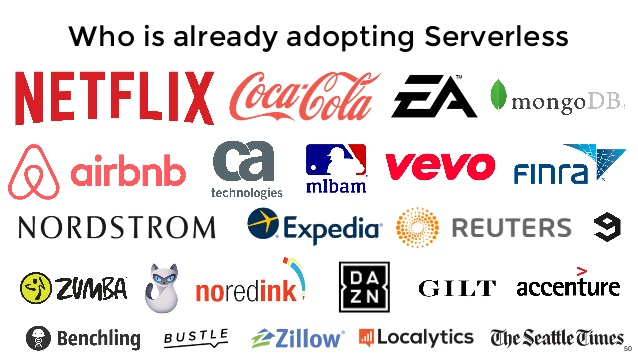 Who is already adopting Serverless
NETFLIX Coca-Cola EA mongoDB
airbnb ca technologies mlbam vevo FINRA
NORDSTROM Expedia REUTERS 9
ZUMBA noredink DAZN GILT accenture
Benchling BUSTLE Zillow Localytics The Seattle Times
50